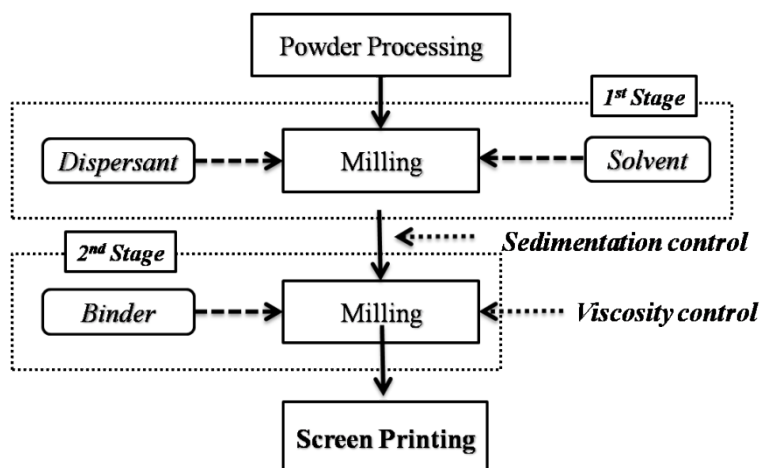 Powder Processing
1st Stage
Dispersant
Milling
Solvent
Sedimentation control
2nd Stage
Binder
Milling
Viscosity control
Screen Printing